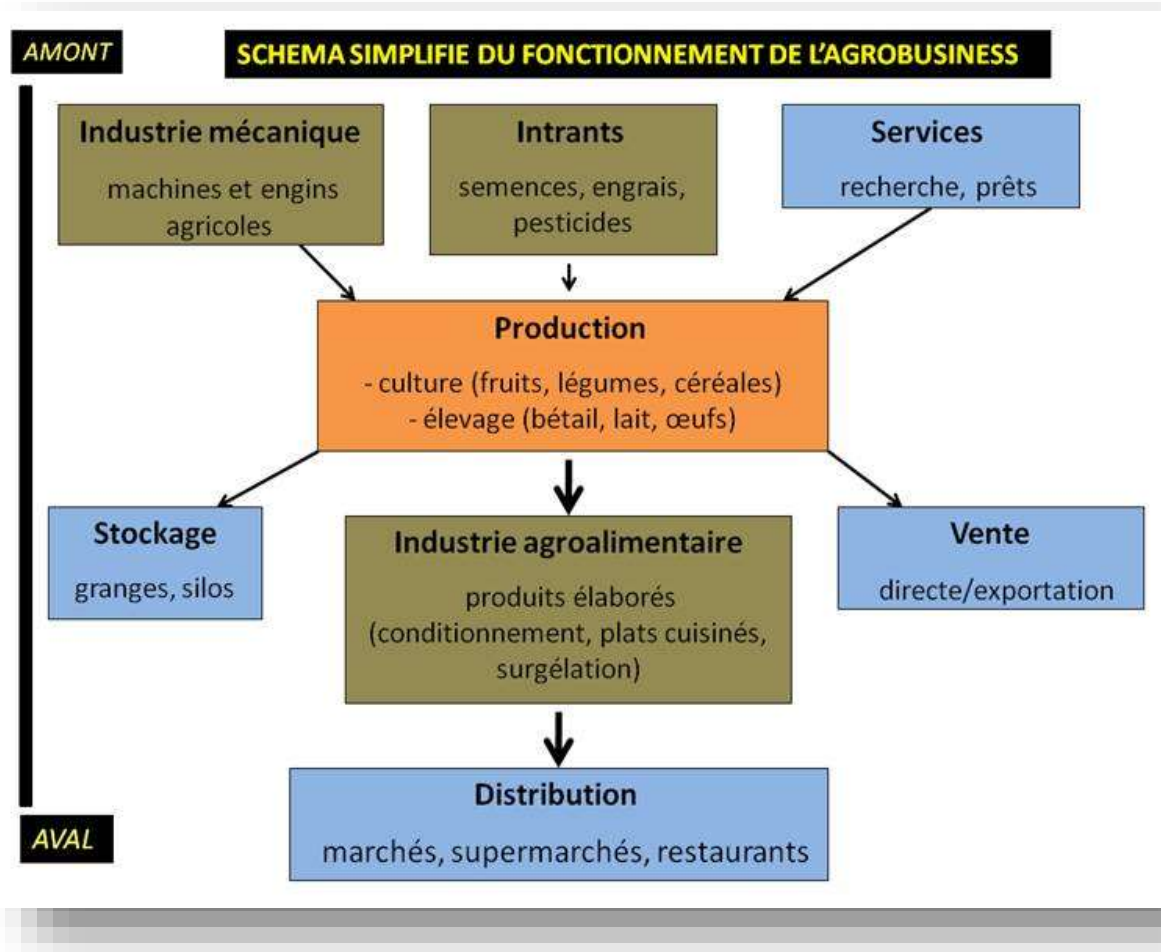 AMONT
SCHEMA SIMPLIFIE DU FONCTIONNEMENT DE L'AGROBUSINESS
Industrie mécanique
machines et engins
agricoles
Intrants
semences, engrais,
pesticides
Services
recherche, prêts
Production
- culture (fruits, légumes, céréales)
- élevage (bétail, lait, œufs)
Stockage
granges, silos
Industrie agroalimentaire
produits élaborés
(conditionnement, plats cuisinés,
surgélation)
Vente
directe/exportation
Distribution
marchés, supermarchés, restaurants
AVAL